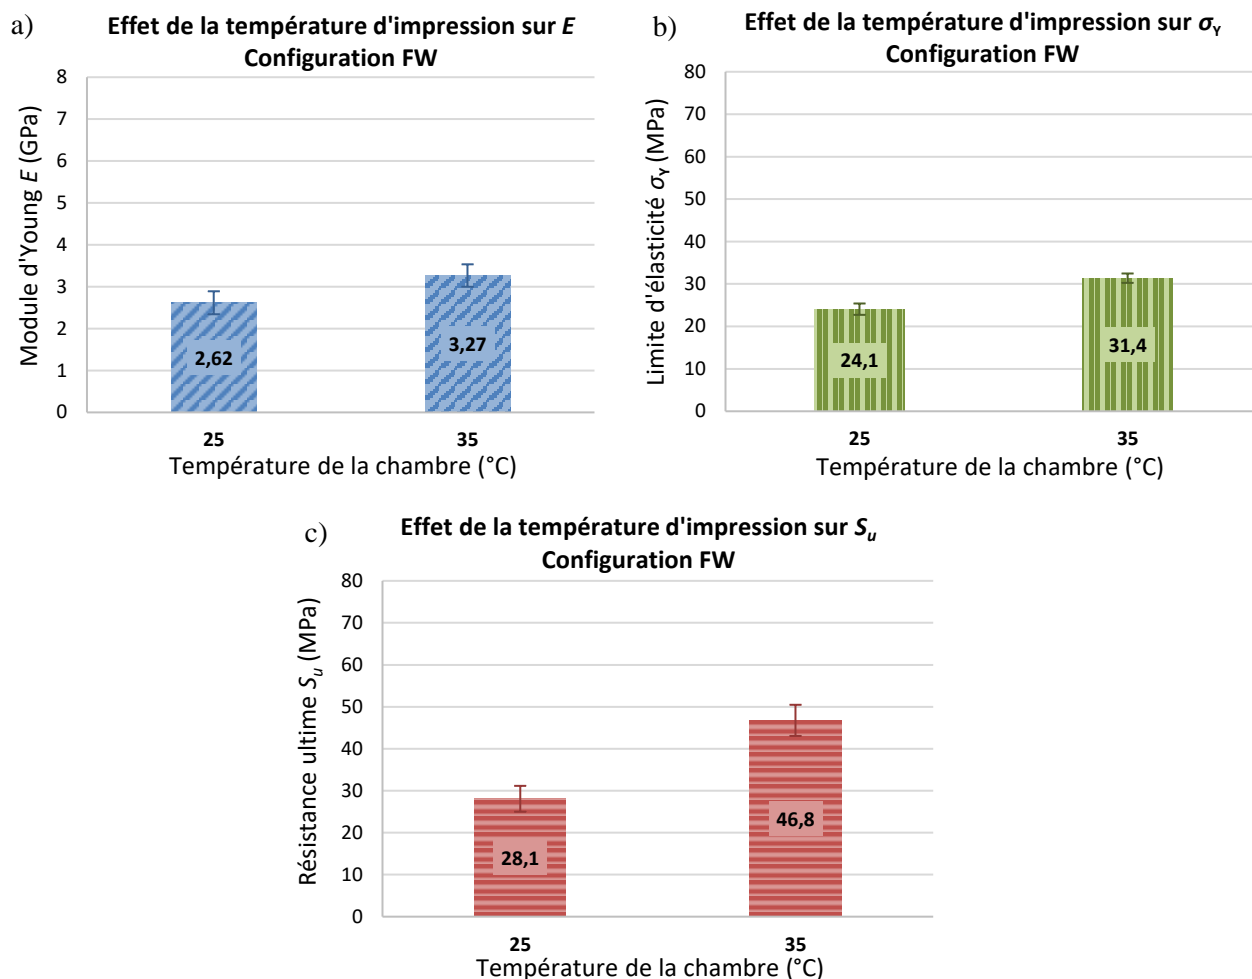 a)
Effet de la température d'impression sur E
Configuration FW
8
7
6
5
4
3
2
1
0
Module d'Young E (GPa)
2,62
3,27
25
35
Température de la chambre (°C)
b)
Effet de la température d'impression sur σY
Configuration FW
80
70
60
50
40
30
20
10
0
Limite d'élasticité σY (MPa)
24,1
31,4
25
35
Température de la chambre (°C)
c)
Effet de la température d'impression sur Su
Configuration FW
80
70
60
50
40
30
20
10
0
Résistance ultime Su (MPa)
28,1
46,8
25
35
Température de la chambre (°C)